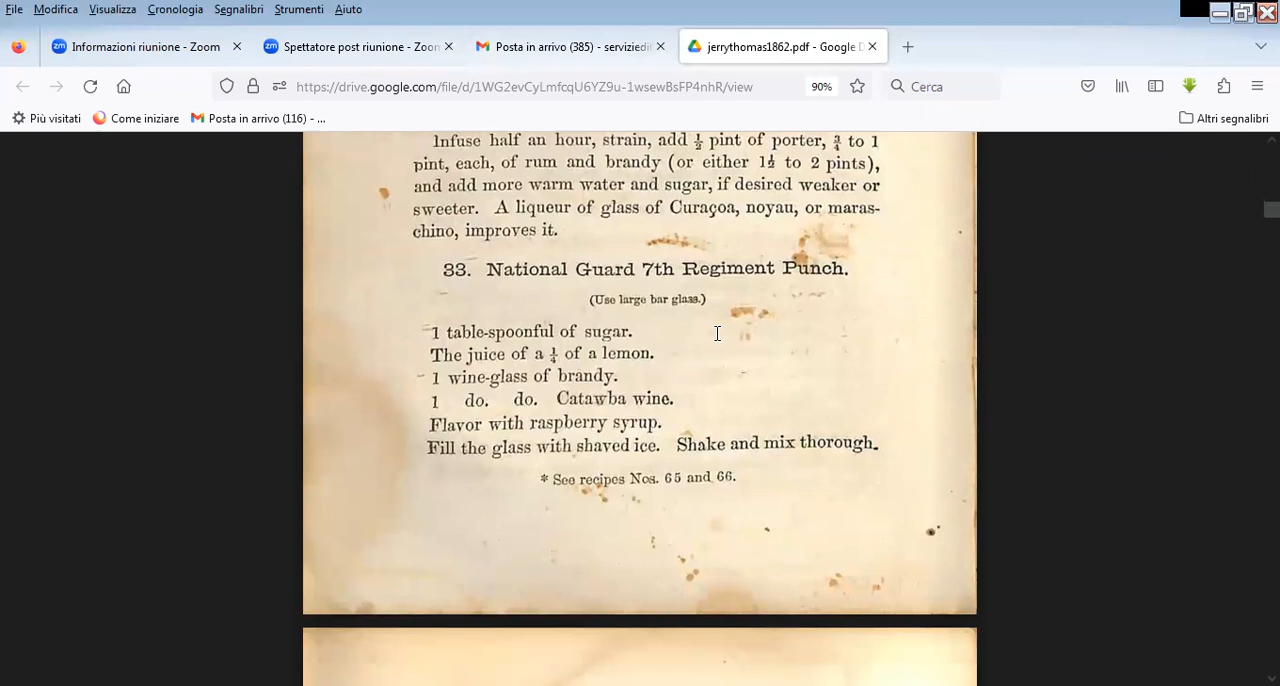 File Modifica Visualizza Cronologia Segnalibri Strumenti Aiuto
zm Informazioni riunione - Zoom zm Spettatore post riunione - Zoon Posta in arrivo (385) - serviziedi jerrythomas1862.pdf - Google D
https://drive.google.com/file/d/1WG2evCyLmfcqU6YZ9u-1wsewBsFP4nhR/view 90% Cerca
Più visitati Come iniziare Posta in arrivo (116) - ... Altri segnalibri
Infuse half an hour, strain, add ½ pint of porter, ¾ to 1
pint, each, of rum and brandy (or either 1½ to 2 pints),
and add more warm water and sugar, if desired weaker or
sweeter. A liqueur of glass of Curaçoa, noyau, or maras-
chino, improves it.
33. National Guard 7th Regiment Punch.
(Use large bar glass.)
1 table-spoonful of sugar.
The juice of a ¼ of a lemon.
1 wine-glass of brandy.
1 do. do. Catawba wine.
Flavor with raspberry syrup.
Fill the glass with shaved ice. Shake and mix thorough.
* See recipes Nos. 65 and 66.